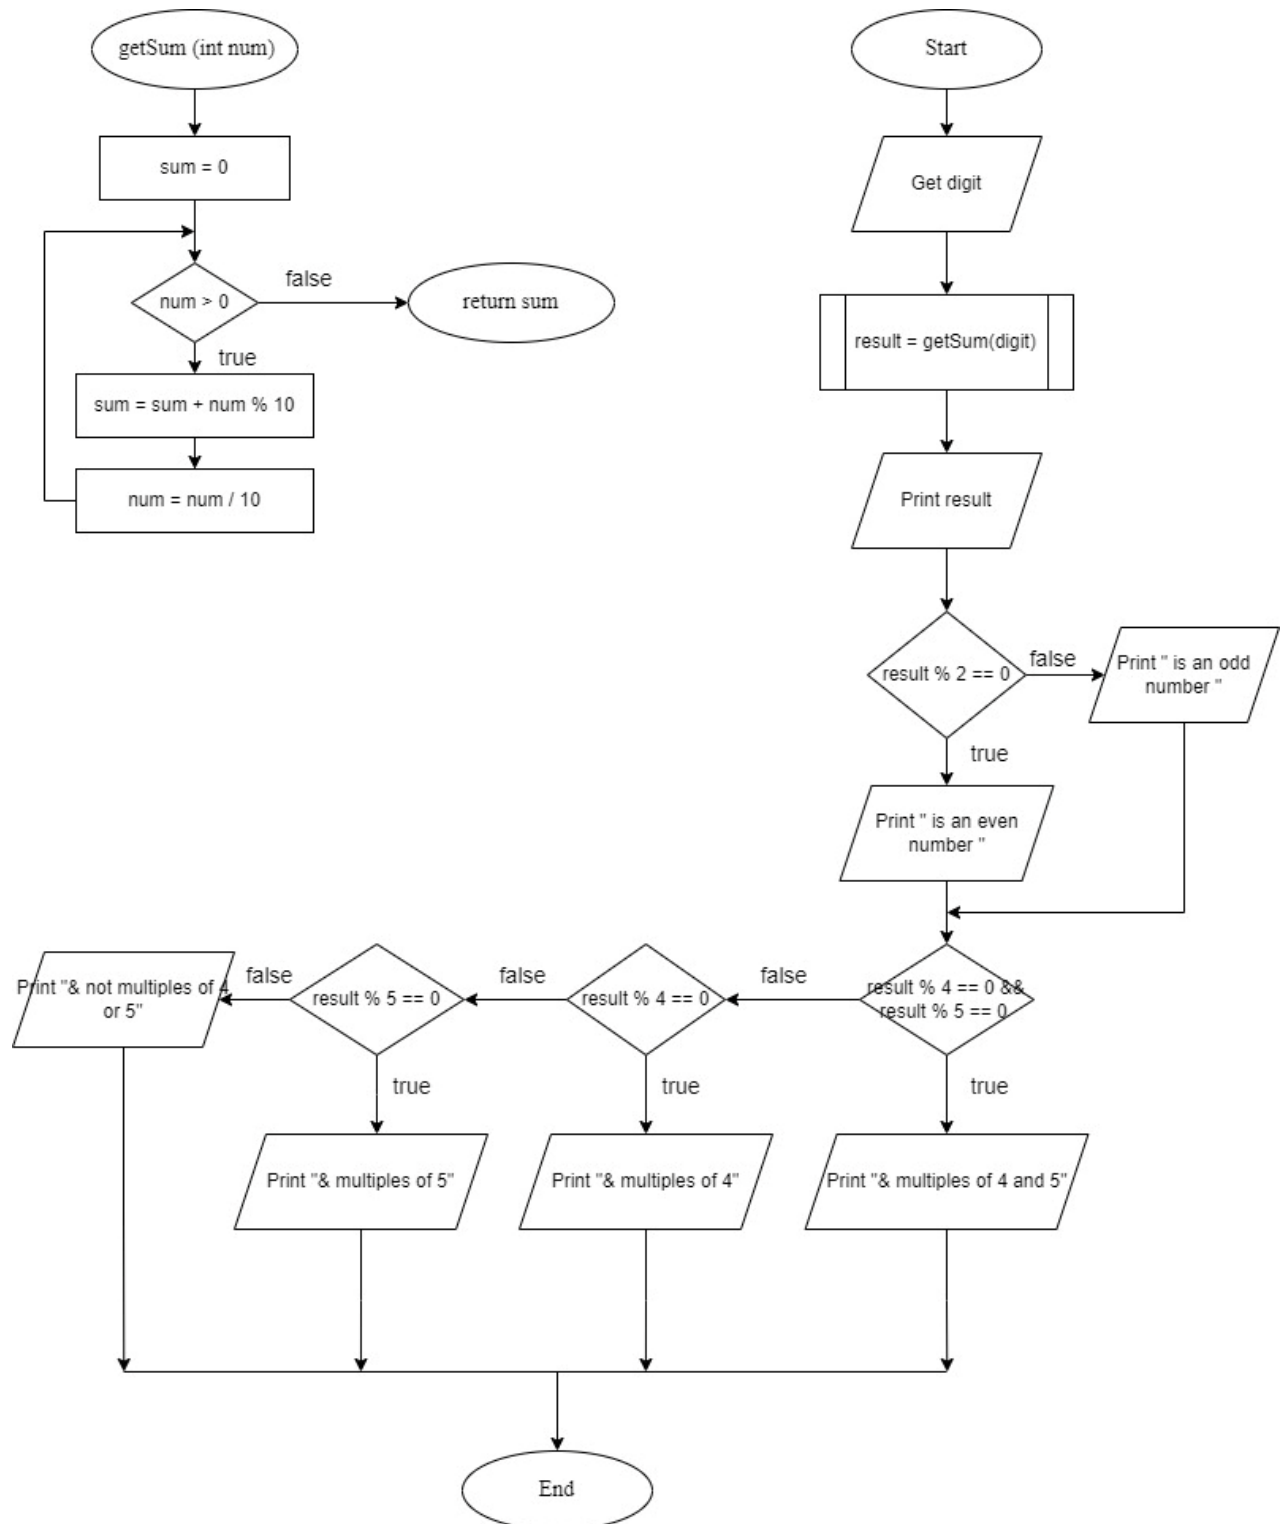 getSum (int num)
sum = 0
num > 0
false
return sum
true
sum = sum + num % 10
num = num / 10
Start
Get digit
result = getSum(digit)
Print result
result % 2 == 0
false
Print " is an odd
number "
true
Print " is an even
number "
result % 4 == 0 &&
result % 5 == 0
false
result % 4 == 0
false
result % 5 == 0
false
Print "& not multiples of 4
or 5"
true
true
true
Print "& multiples of 5"
Print "& multiples of 4"
Print "& multiples of 4 and 5"
End